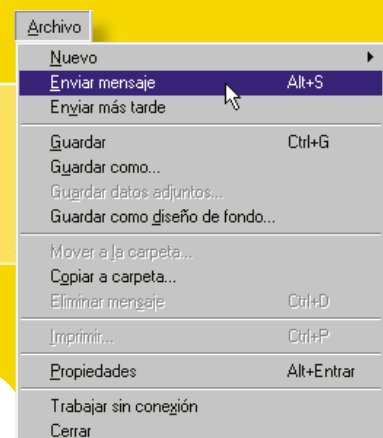 Archivo
Nuevo
Enviar mensaje Alt+S
Enviar más tarde
Guardar Ctrl+G
Guardar como...
Guardar datos adjuntos...
Guardar como diseño de fondo...
Mover a la carpeta...
Copiar a carpeta...
Eliminar mensaje Ctrl+D
Imprimir... Ctrl+P
Propiedades Alt+Entrar
Trabajar sin conexión
Cerrar